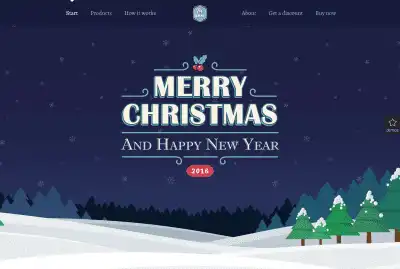 Start Products How it works About Get a discount Buy now
MERRY
CHRISTMAS
AND HAPPY NEW YEAR
2016